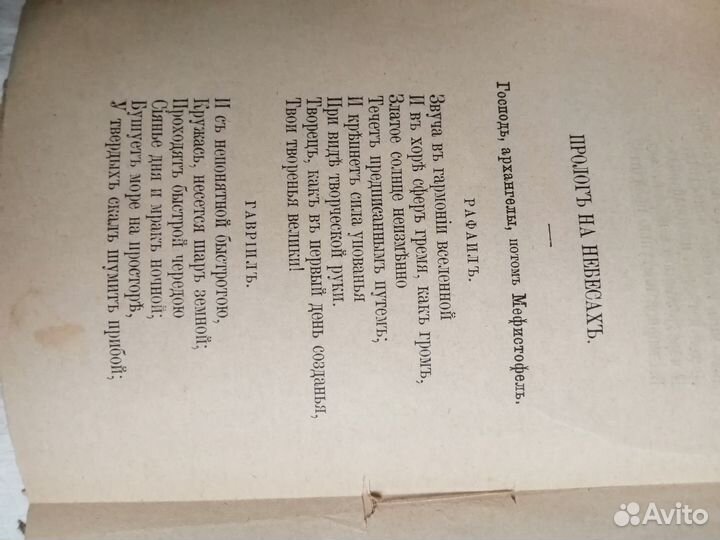 ПРОЛОГЪ НА НЕБЕСАХЪ.
Господь, архангелы, потомъ Мефистофель.
РАФАИЛЪ.
Звуча въ гармоніи вселенной
И въ хорѣ сферъ гремя, какъ громъ,
Златое солнце неизмѣнно
Течетъ предписаннымъ путемъ;
И крѣпнетъ сила упованья
При видѣ творческой руки.
Творецъ, какъ въ первый день созданья,
Твои творенья велики!
ГАВРІИЛЪ.
И съ непонятной быстротою,
Кружась, несется шаръ земной;
Проходятъ быстрой чередою
Сіянье дня и мракъ ночной;
Бушуетъ море на просторѣ,
У твердыхъ скалъ шумитъ прибой;
Avito